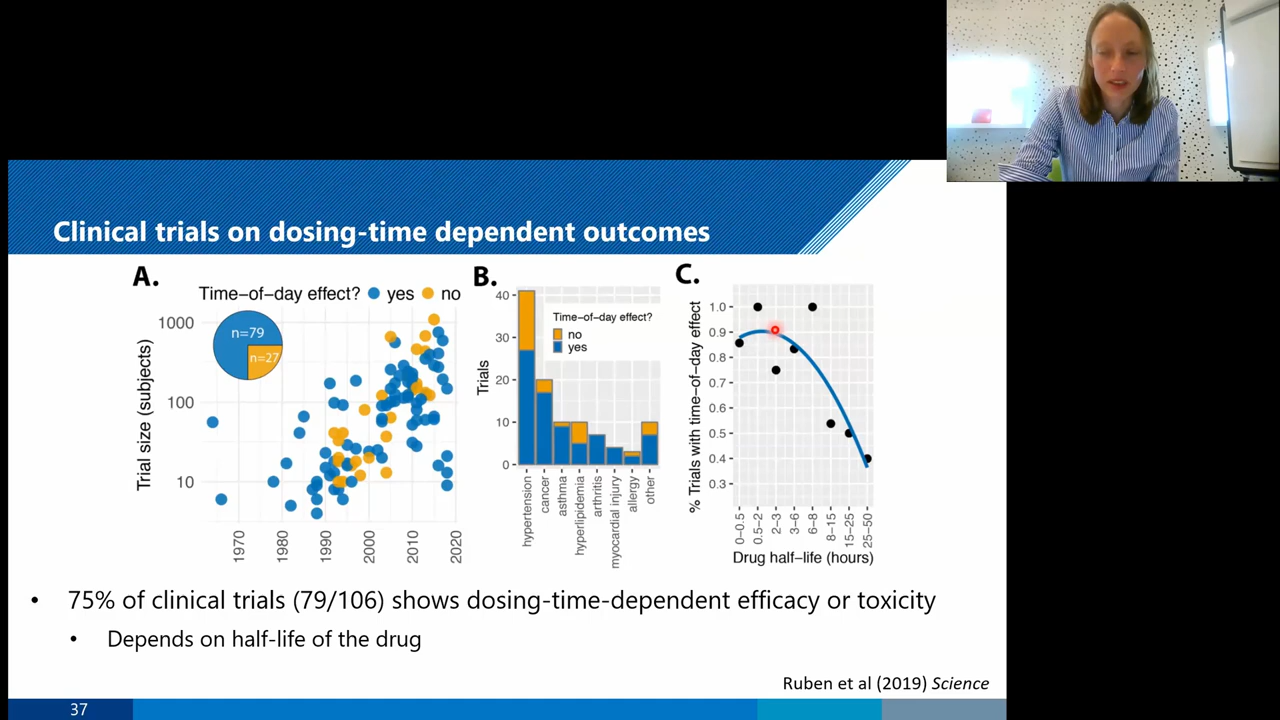 Clinical trials on dosing-time dependent outcomes
A.
Time-of-day effect? yes no
n=79
n=27
1000
100
10
Trial size (subjects)
1970 1980 1990 2000 2010 2020
B.
Time-of-day effect?
no
yes
40
30
20
10
0
Trials
hypertension
cancer
asthma
hyperlipidemia
arthritis
myocardial injury
allergy
other
C.
1.0
0.9
0.8
0.7
0.6
0.5
0.4
0.3
% Trials with time-of-day effect
0-0.5
0.5-2
2-3
3-6
6-8
8-15
15-25
25-50
Drug half-life (hours)
• 75% of clinical trials (79/106) shows dosing-time-dependent efficacy or toxicity
• Depends on half-life of the drug
Ruben et al (2019) Science
37